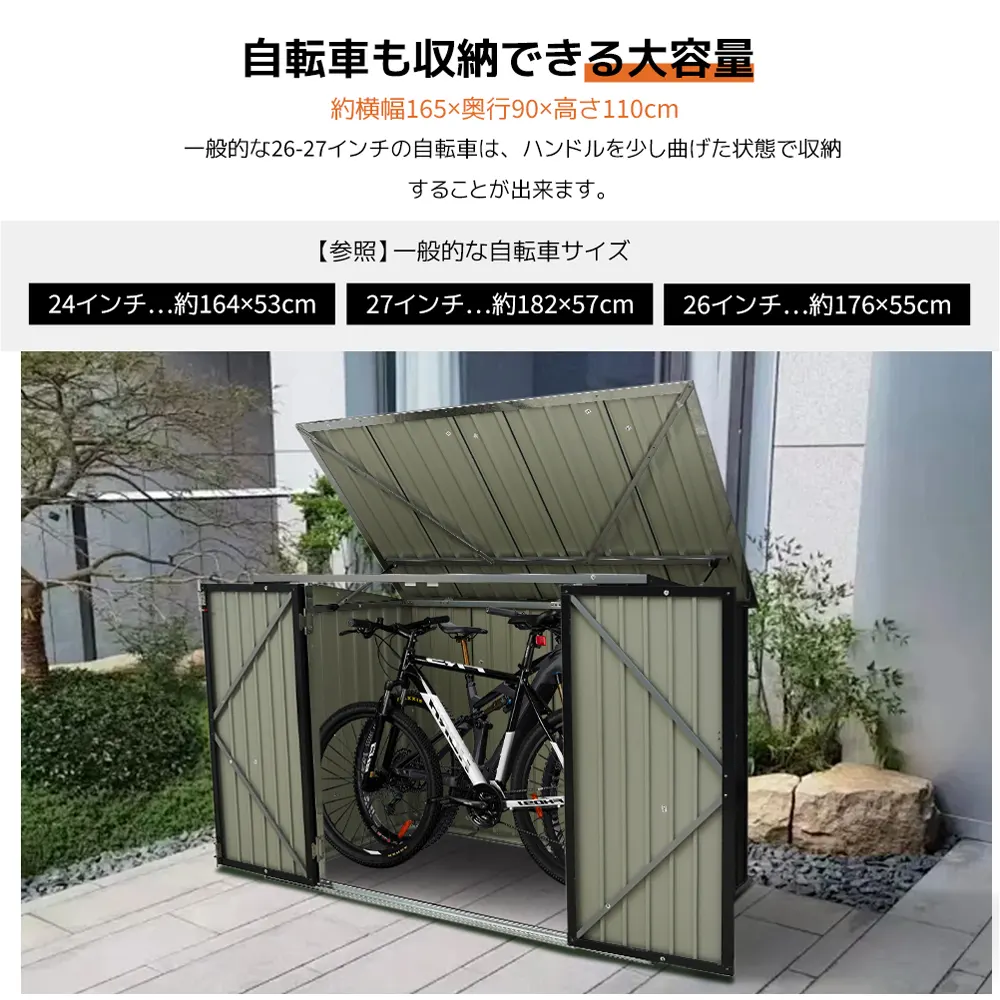 自転車も収納できる大容量
約横幅165×奥行90×高さ110cm
一般的な26-27インチの自転車は、ハンドルを少し曲げた状態で収納
することが出来ます。
【参照】一般的な自転車サイズ
24インチ…約164×53cm
27インチ…約182×57cm
26インチ…約176×55cm